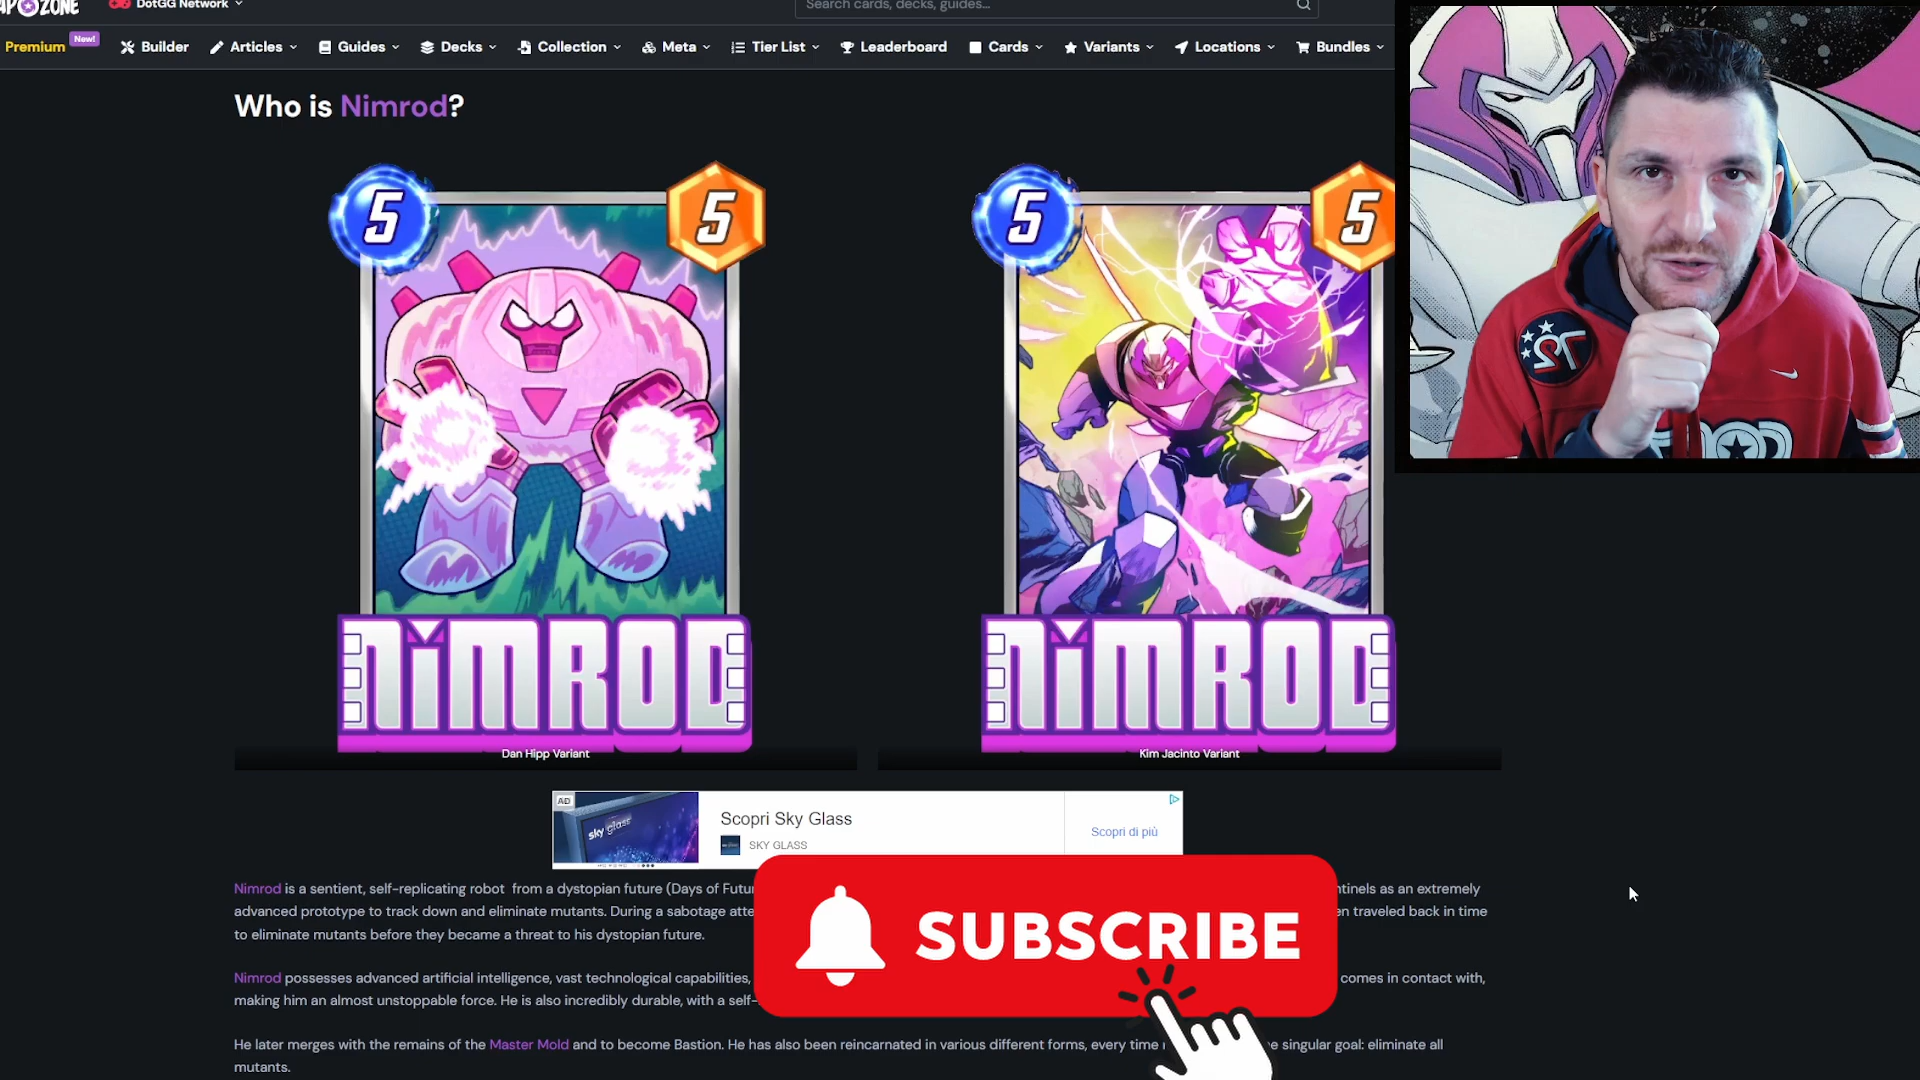 DotGG Network
Search cards, decks, guides...
Premium New! Builder Articles Guides Decks Collection Meta Tier List Leaderboard Cards Variants Locations Bundles
Who is Nimrod?
5 5
5 5
NIMROD
NIMROD
Dan Hipp Variant
Kim Jacinto Variant
AD
sky glass
Scopri Sky Glass
SKY GLASS
Scopri di più
Nimrod is a sentient, self-replicating robot from a dystopian future (Days of
as an extremely
advanced prototype to track down and eliminate mutants. During a sabotage
traveled back in time
to eliminate mutants before they became a threat to his dystopian future.
Nimrod possesses advanced artificial intelligence, vast technological capabilities,
comes in contact with,
making him an almost unstoppable force. He is also incredibly durable, with a
He later merges with the remains of the Master Mold and to become Bastion. He has also been reincarnated in various different forms, every time
singular goal: eliminate all
mutants.
SUBSCRIBE